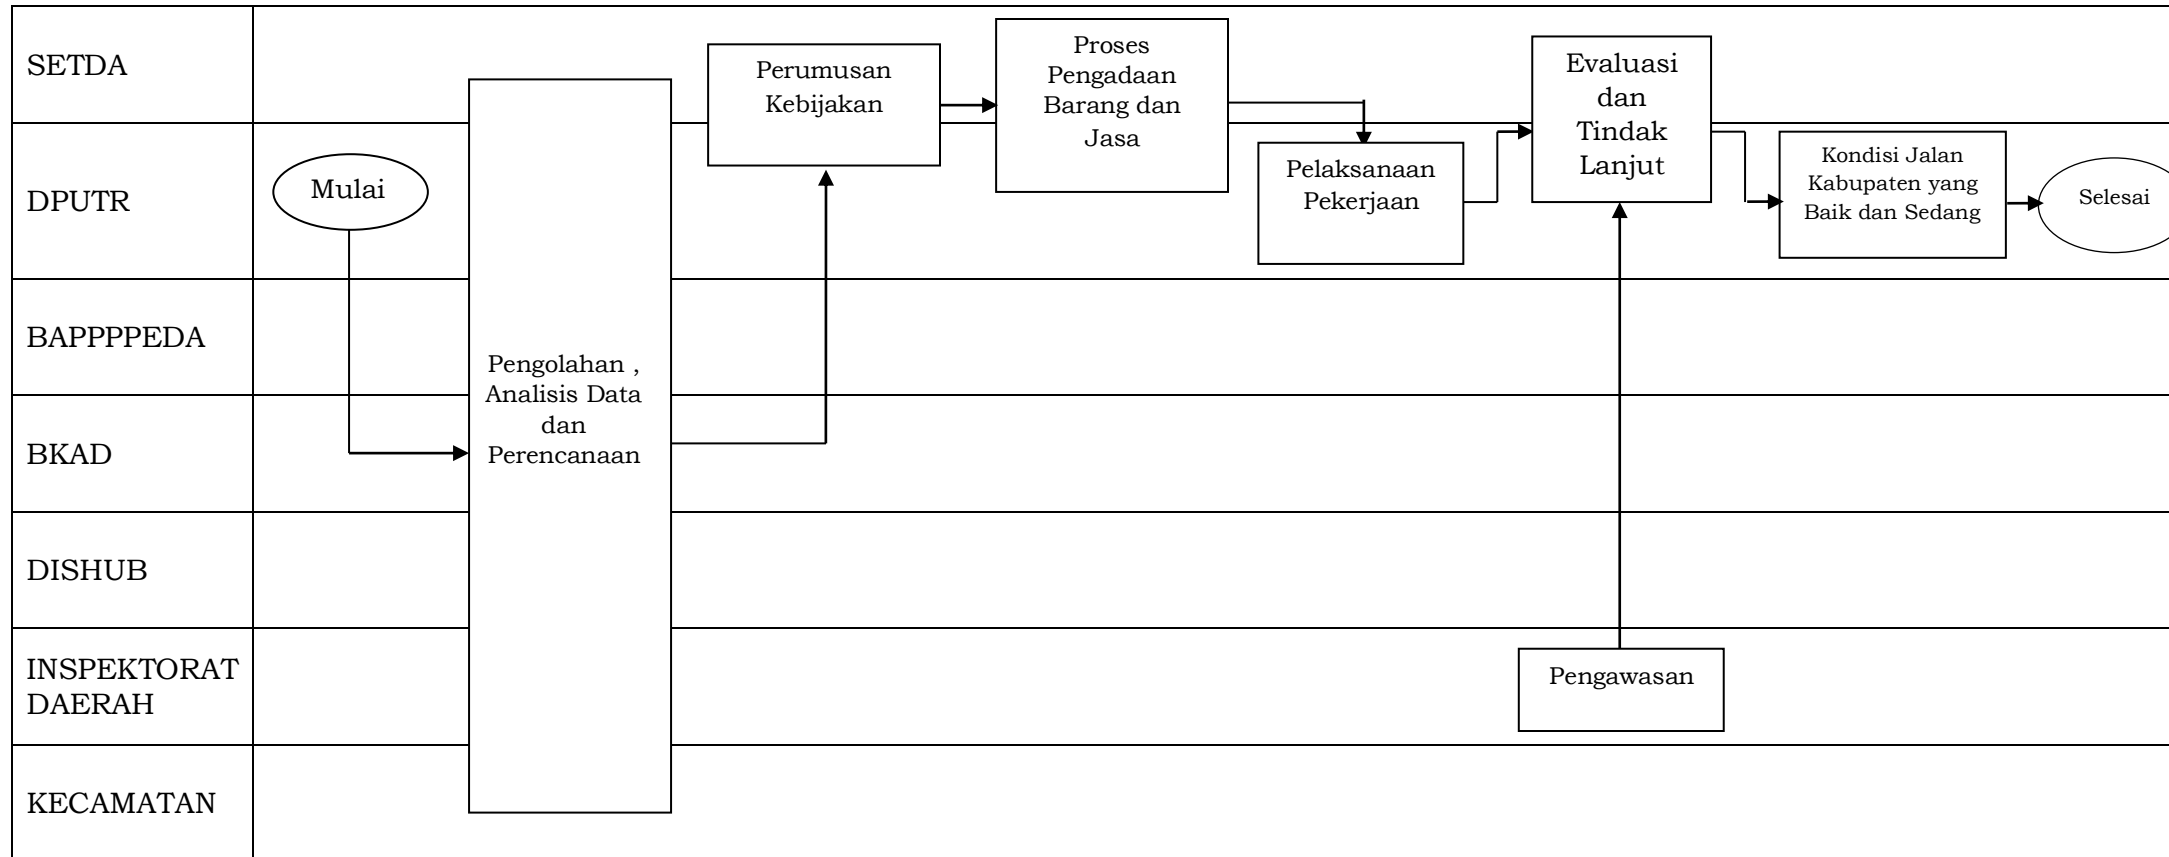 SETDA
Perumusan
Kebijakan
Proses
Pengadaan
Barang dan
Jasa
Evaluasi
dan
Tindak
Lanjut
DPUTR
Mulai
Pelaksanaan
Pekerjaan
Kondisi Jalan
Kabupaten yang
Baik dan Sedang
Selesai
BAPPPPEDA
Pengolahan ,
Analisis Data
dan
Perencanaan
BKAD
DISHUB
INSPEKTORAT
DAERAH
Pengawasan
KECAMATAN